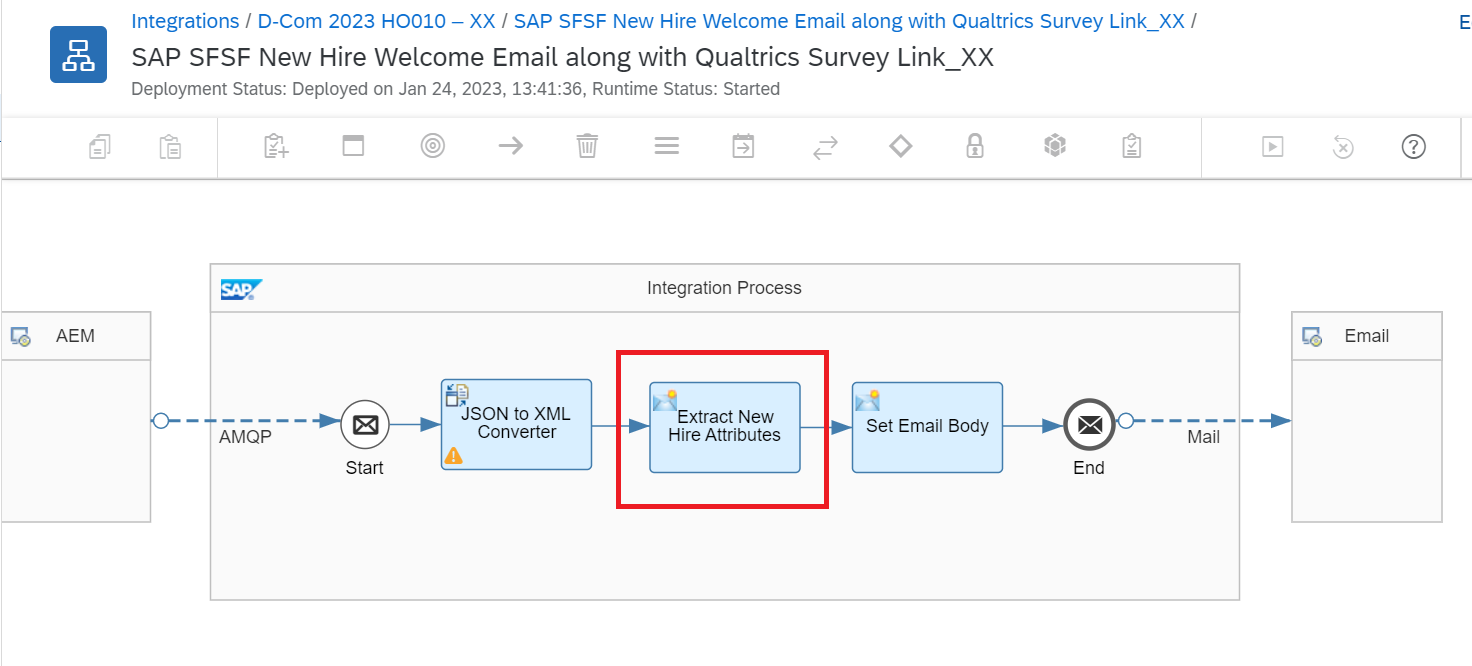 Integrations / D-Com 2023 HO010 – XX / SAP SFSF New Hire Welcome Email along with Qualtrics Survey Link_XX /
E
SAP SFSF New Hire Welcome Email along with Qualtrics Survey Link_XX
Deployment Status: Deployed on Jan 24, 2023, 13:41:36, Runtime Status: Started
?
SAP
Integration Process
AEM
AMQP
Start
JSON to XML
Converter
Extract New
Hire Attributes
Set Email Body
End
Mail
Email